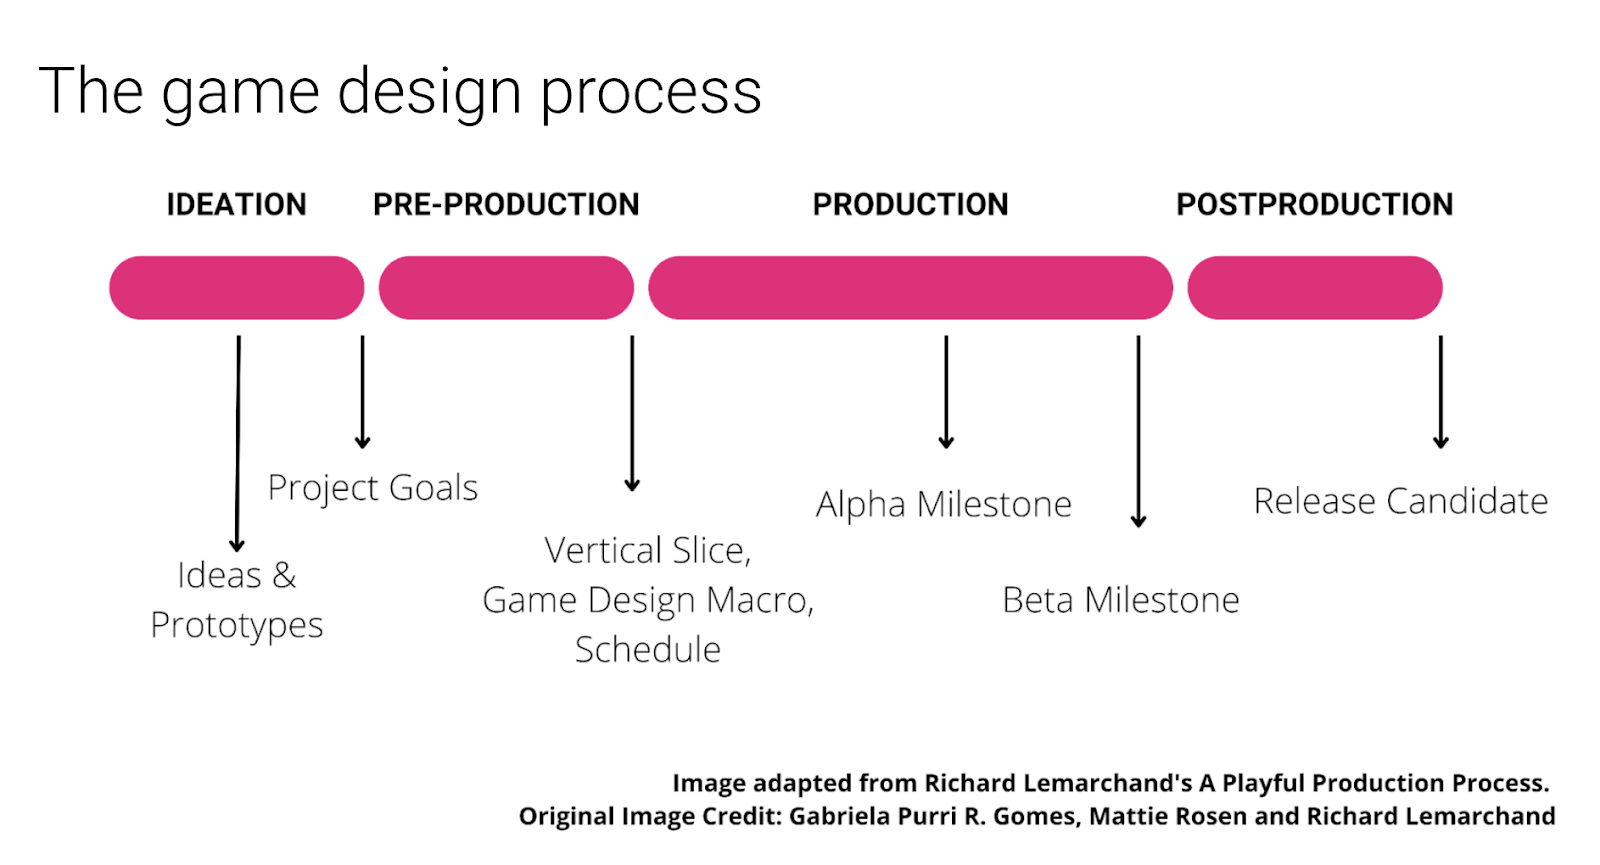 The game design process
IDEATION
PRE-PRODUCTION
PRODUCTION
POSTPRODUCTION
Project Goals
Ideas &
Prototypes
Vertical Slice,
Game Design Macro,
Schedule
Alpha Milestone
Beta Milestone
Release Candidate
Image adapted from Richard Lemarchand's A Playful Production Process.
Original Image Credit: Gabriela Purri R. Gomes, Mattie Rosen and Richard Lemarchand